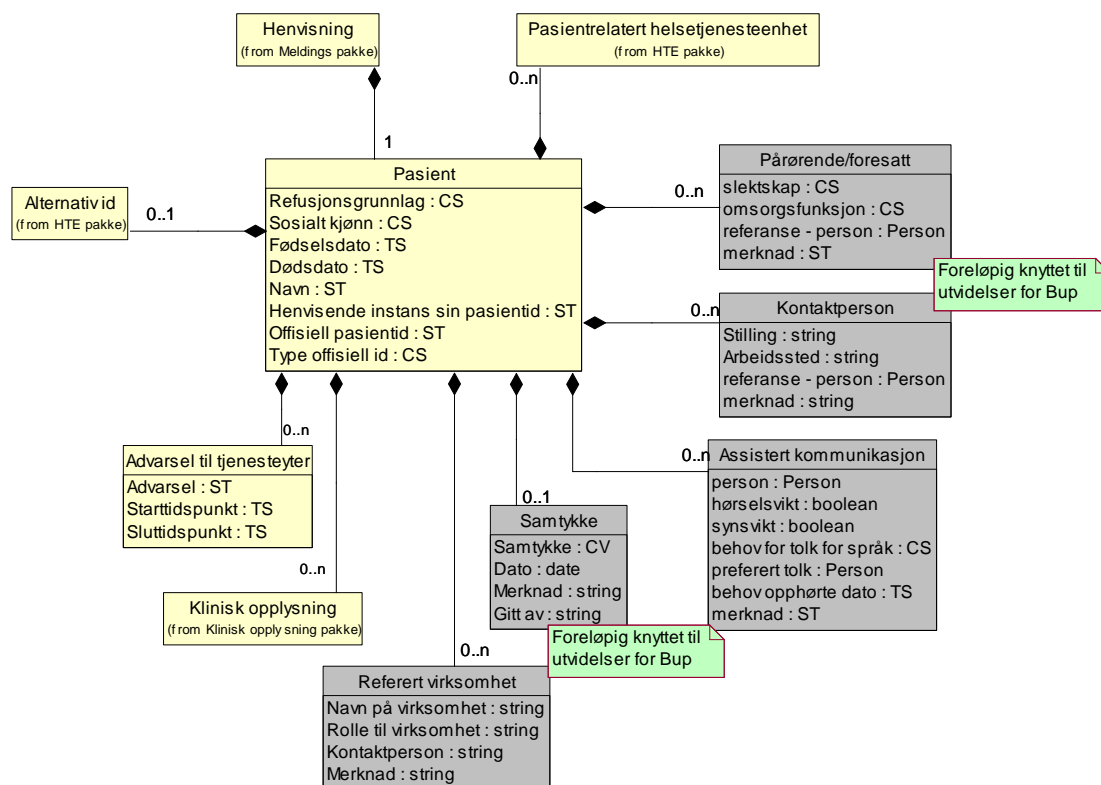 Henvisning
(from Meldings pakke)
Pasientrelatert helsetjenesteenhet
(from HTE pakke)
0..n
1
Alternativ id
(from HTE pakke)
0..1
Pasient
Refusjonsgrunnlag : CS
Sosialt kjønn : CS
Fødselsdato : TS
Dødsdato : TS
Navn : ST
Henvisende instans sin pasientid : ST
Offisiell pasientid : ST
Type offisiell id : CS
0..n
Pårørende/foresatt
slektskap : CS
omsorgsfunksjon : CS
referanse - person : Person
merknad : ST
Foreløpig knyttet til
utvidelser for Bup
0..n
Kontaktperson
Stilling : string
Arbeidssted : string
referanse - person : Person
merknad : string
0..n
Advarsel til tjenesteyter
Advarsel : ST
Starttidspunkt : TS
Sluttidspunkt : TS
0..n
Assistert kommunikasjon
person : Person
hørselsvikt : boolean
synsvikt : boolean
behov for tolk for språk : CS
preferert tolk : Person
behov opphørte dato : TS
merknad : ST
0..1
Samtykke
Samtykke : CV
Dato : date
Merknad : string
Gitt av : string
Foreløpig knyttet til
utvidelser for Bup
0..n
Klinisk opplysning
(from Klinisk opplysning pakke)
0..n
Referert virksomhet
Navn på virksomhet : string
Rolle til virksomhet : string
Kontaktperson : string
Merknad : string